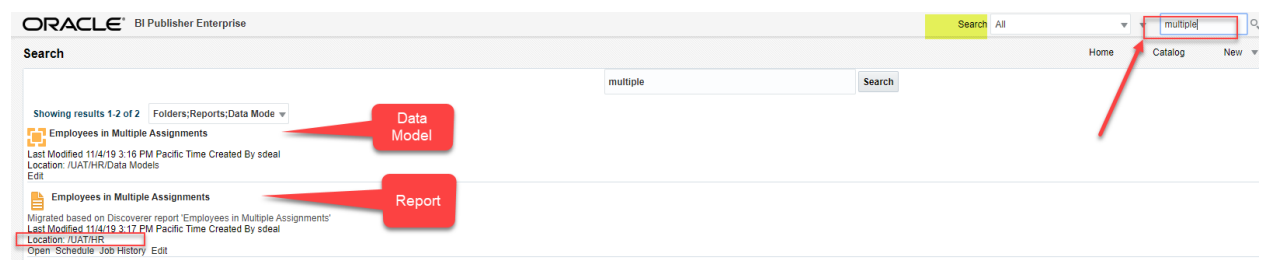 ORACLE® BI Publisher Enterprise Search All multiple
Search Home Catalog New
multiple Search
Showing results 1-2 of 2 Folders;Reports;Data Mode
Data
Model
Employees in Multiple Assignments
Last Modified 11/4/19 3:16 PM Pacific Time Created By sdeal
Location: /UAT/HR/Data Models
Edit
Employees in Multiple Assignments
Report
Migrated based on Discoverer report 'Employees in Multiple Assignments'
Last Modified 11/4/19 3:17 PM Pacific Time Created By sdeal
Location: /UAT/HR
Open Schedule Job History Edit